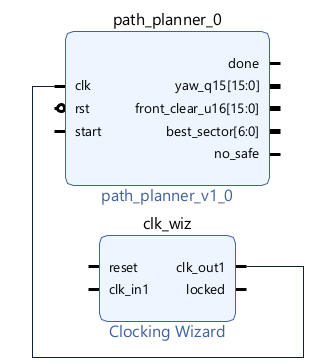 path_planner_0
done
clk yaw_q15[15:0]
rst front_clear_u16[15:0]
start best_sector[6:0]
no_safe
path_planner_v1_0
clk_wiz
reset clk_out1
clk_in1 locked
Clocking Wizard